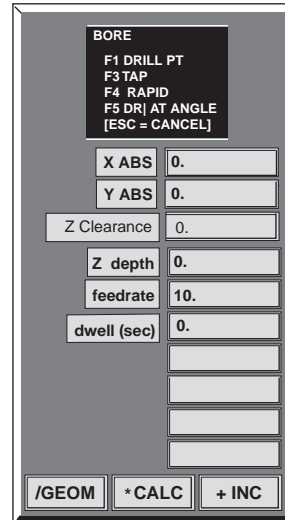 BORE
F1 DRILL PT
F3 TAP
F4 RAPID
F5 DR| AT ANGLE
[ESC = CANCEL]
X ABS 0.
Y ABS 0.
Z Clearance 0.
Z depth 0.
feedrate 10.
dwell (sec) 0.
/GEOM * CALC + INC